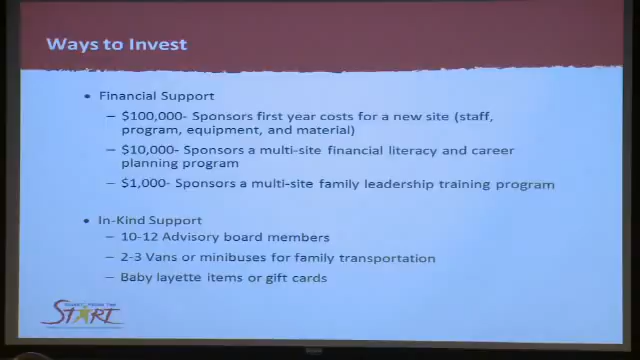 Ways to Invest
• Financial Support
– $100,000- Sponsors first year costs for a new site (staff,
program, equipment, and material)
– $10,000- Sponsors a multi-site financial literacy and career
planning program
– $1,000- Sponsors a multi-site family leadership training program
• In-Kind Support
– 10-12 Advisory board members
– 2-3 Vans or minibuses for family transportation
– Baby layette items or gift cards
START